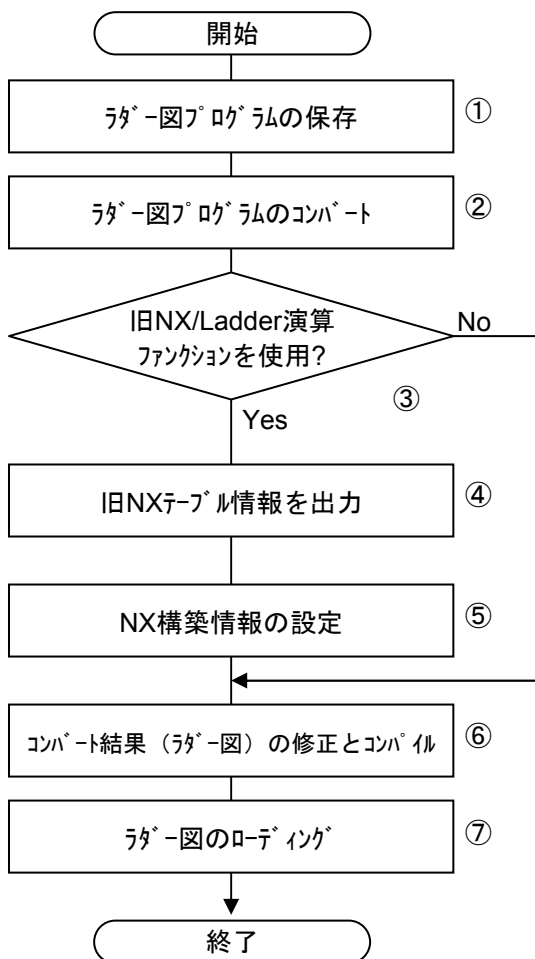 開始
ﾗﾀﾞｰ図ﾌﾟﾛｸﾞﾗﾑの保存
①
ﾗﾀﾞｰ図ﾌﾟﾛｸﾞﾗﾑのｺﾝﾊﾞｰﾄ
②
旧NX/Ladder演算
ﾌｧﾝｸｼｮﾝを使用?
No
③
Yes
旧NXﾃｰﾌﾞﾙ情報を出力
④
NX構築情報の設定
⑤
ｺﾝﾊﾞｰﾄ結果（ﾗﾀﾞｰ図）の修正とｺﾝﾊﾟｲﾙ
⑥
ﾗﾀﾞｰ図のﾛｰﾃﾞｨﾝｸﾞ
⑦
終了